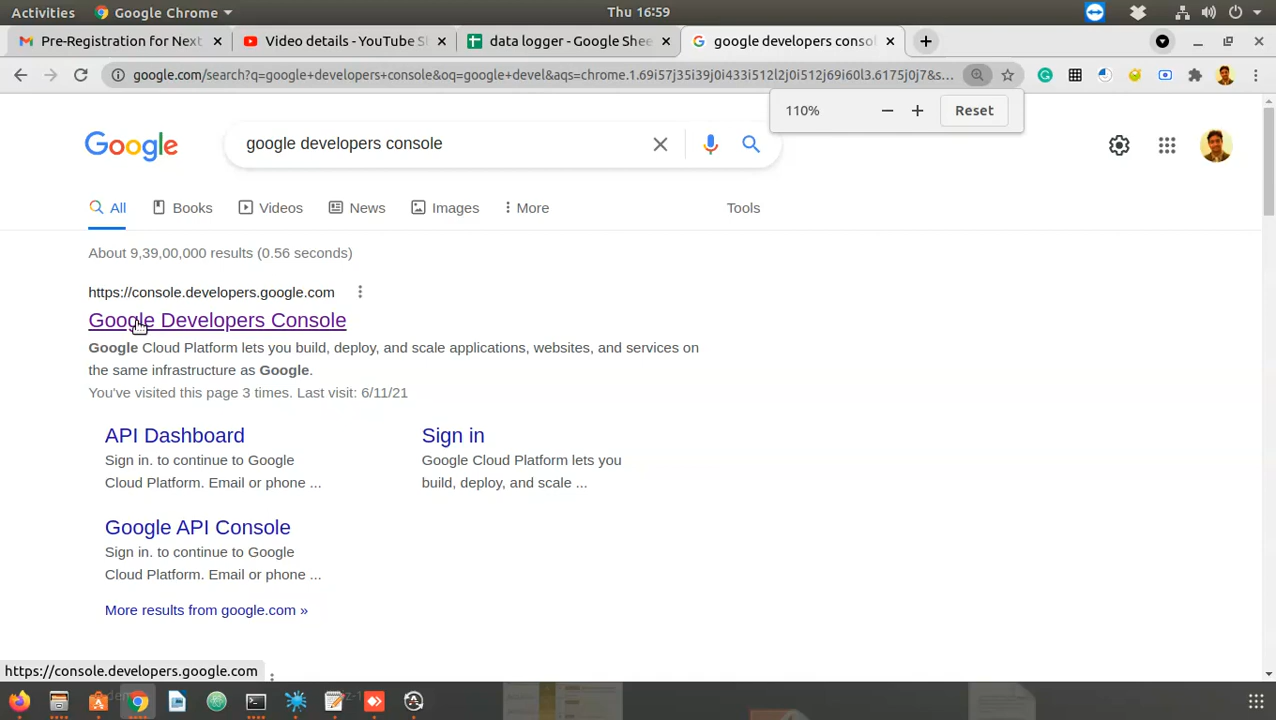 Activities
Google Chrome
Thu 16:59
Pre-Registration for Next
Video details - YouTube S
data logger - Google Shee
google developers consol
google.com/search?q=google+developers+console&oq=google+devel&aqs=chrome.1.69i57j35i39j0i433i512l2j0i512j69i60l3.6175j0j7&s...
110%
Reset
Google
google developers console
All
Books
Videos
News
Images
More
Tools
About 9,39,00,000 results (0.56 seconds)
https://console.developers.google.com
Google Developers Console
Google Cloud Platform lets you build, deploy, and scale applications, websites, and services on
the same infrastructure as Google.
You've visited this page 3 times. Last visit: 6/11/21
API Dashboard
Sign in. to continue to Google
Cloud Platform. Email or phone ...
Sign in
Google Cloud Platform lets you
build, deploy, and scale ...
Google API Console
Sign in. to continue to Google
Cloud Platform. Email or phone ...
More results from google.com »
https://console.developers.google.com